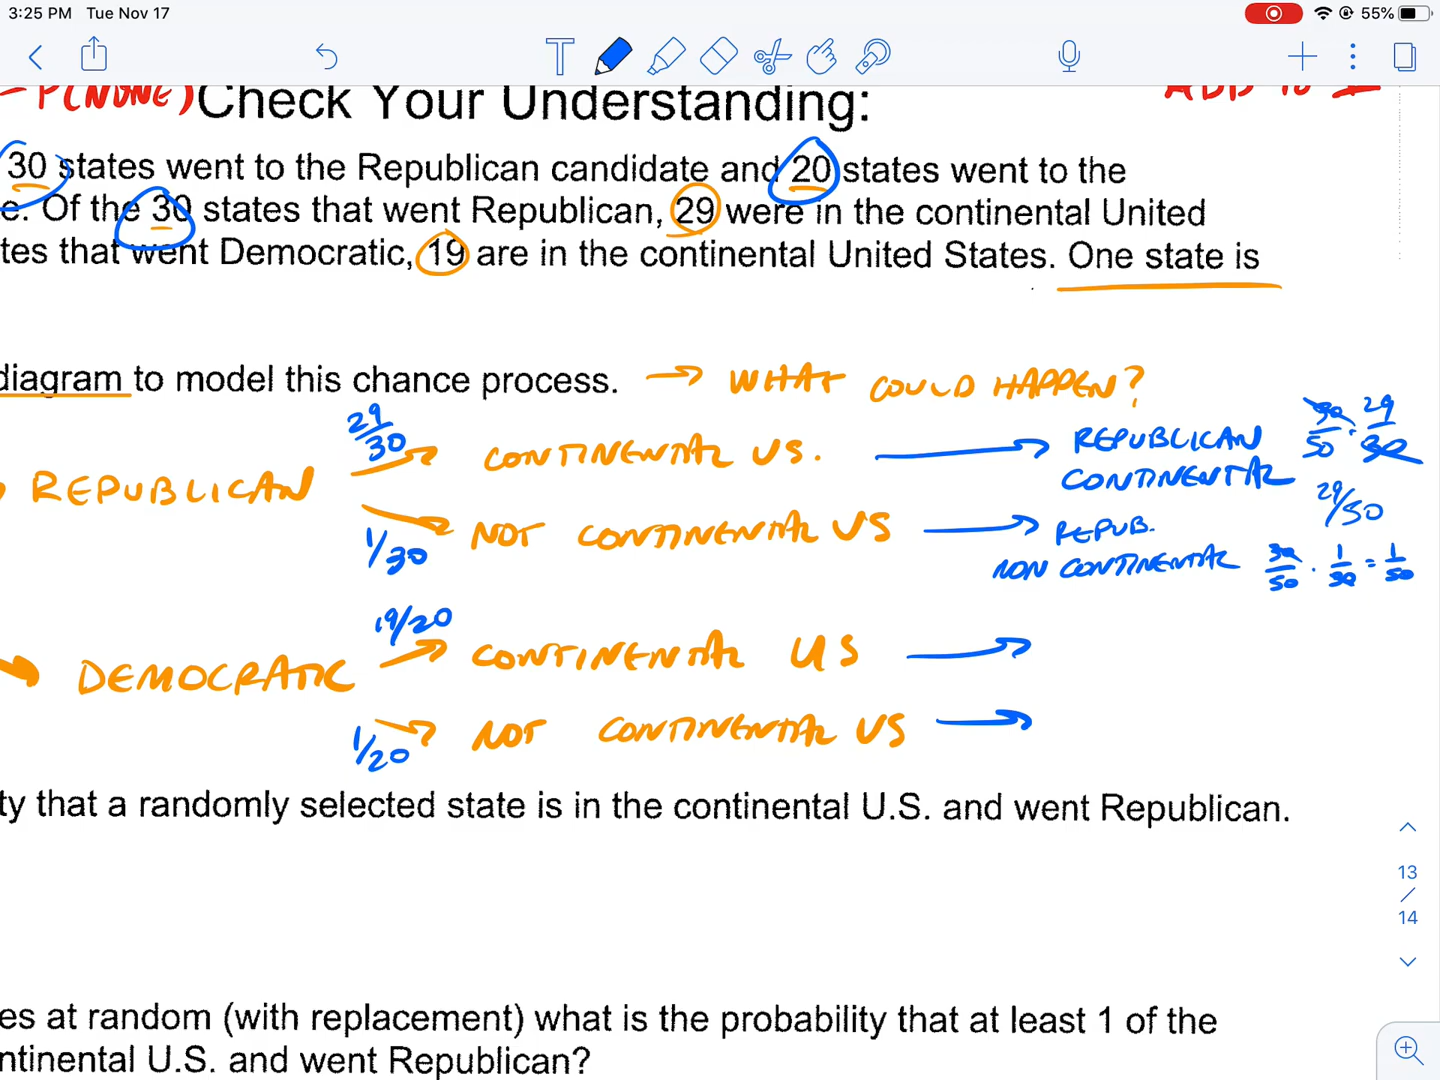 3:25 PM Tue Nov 17
55%
T
- P(NONE) Check Your Understanding:
30 states went to the Republican candidate and 20 states went to the
e. Of the 30 states that went Republican, 29 were in the continental United
tes that went Democratic, 19 are in the continental United States. One state is
diagram to model this chance process. → WHAT COULD HAPPEN?
REPUBLICAN
29/30 → CONTINENTAL US. → REPUBLICAN CONTINENTAL 30/50 · 29/30
29/50
1/30 → NOT CONTINENTAL US → REPUB.
NON CONTINENTAL 30/50 · 1/30 = 1/50
DEMOCRATIC
19/20 → CONTINENTAL US →
1/20 → NOT CONTINENTAL US →
ty that a randomly selected state is in the continental U.S. and went Republican.
13
/
14
es at random (with replacement) what is the probability that at least 1 of the
ntinental U.S. and went Republican?